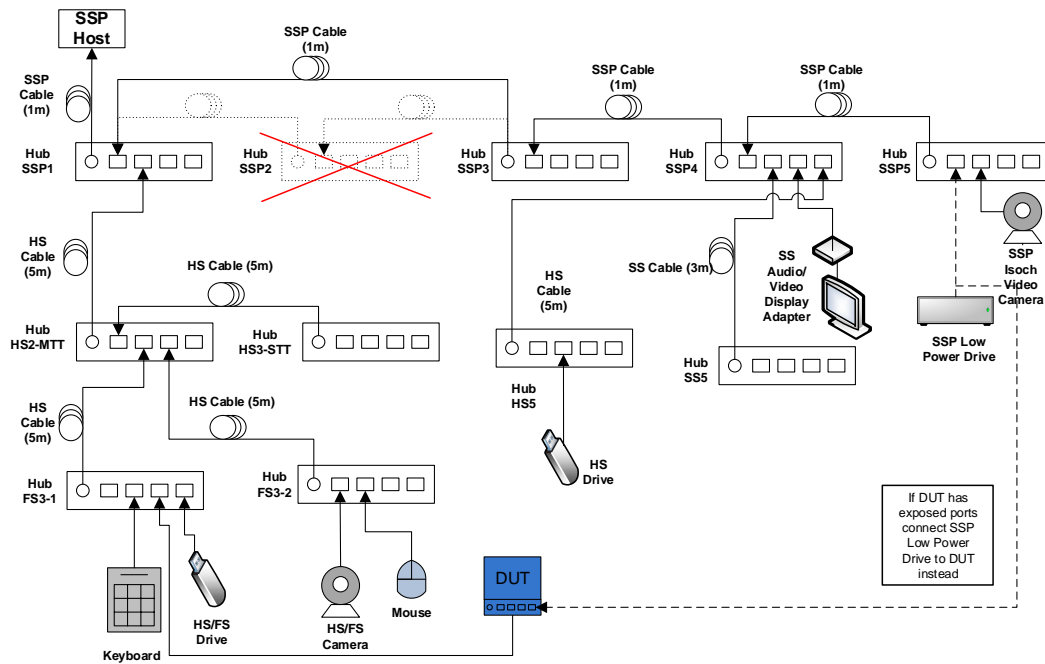 SSP
Host
SSP Cable
(1m)
SSP
Cable
(1m)
SSP Cable
(1m)
SSP Cable
(1m)
Hub
SSP1
Hub
SSP2
Hub
SSP3
Hub
SSP4
Hub
SSP5
HS
Cable
(5m)
HS Cable (5m)
SS Cable (3m)
HS
Cable
(5m)
SS
Audio/
Video
Display
Adapter
SSP
Isoch
Video
Camera
Hub
HS2-MTT
Hub
HS3-STT
SSP Low
Power Drive
Hub
SS5
Hub
HS5
HS Cable (5m)
HS
Cable
(5m)
HS
Drive
Hub
FS3-1
Hub
FS3-2
If DUT has
exposed ports
connect SSP
Low Power
Drive to DUT
instead
DUT
Mouse
HS/FS
Drive
HS/FS
Camera
Keyboard